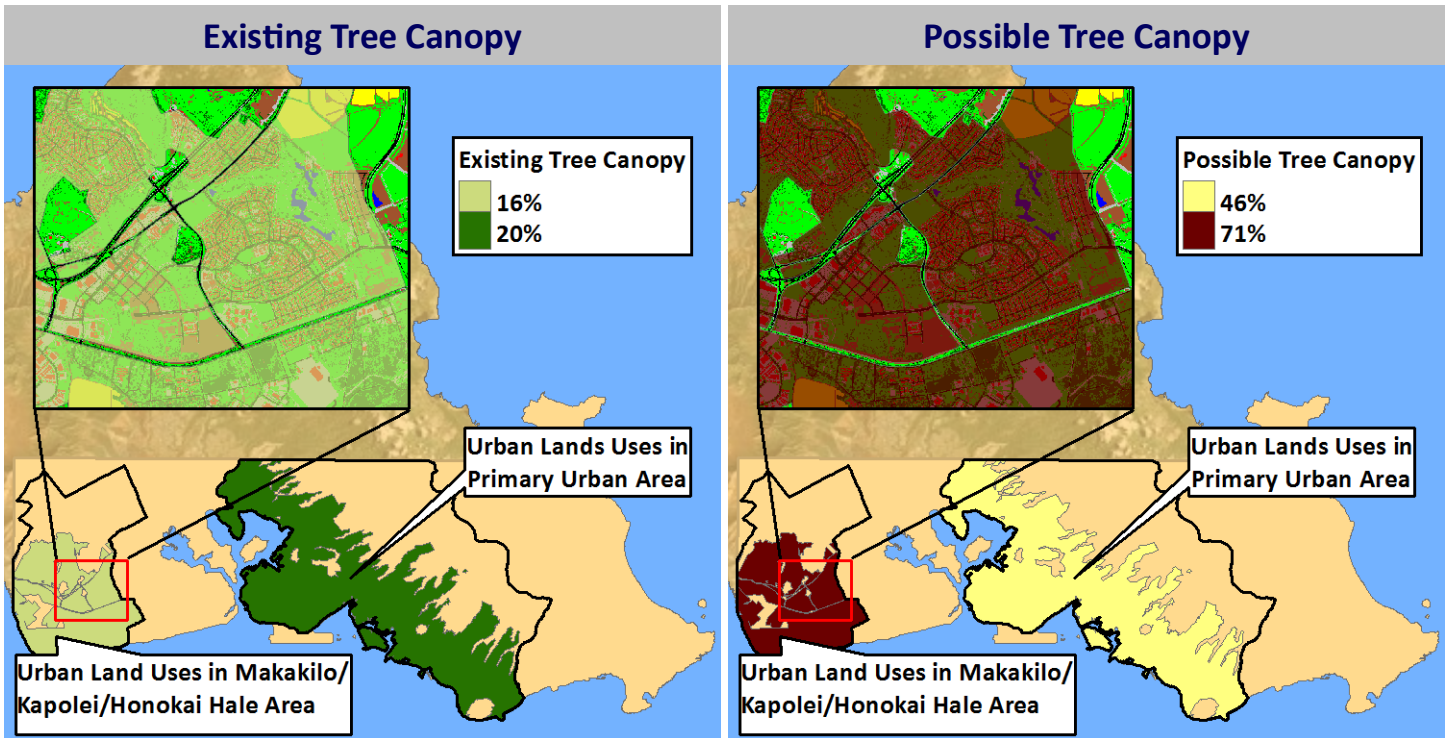 Existing Tree Canopy
Existing Tree Canopy
16%
20%
Urban Lands Uses in
Primary Urban Area
Urban Land Uses in Makakilo/
Kapolei/Honokai Hale Area
Possible Tree Canopy
Possible Tree Canopy
46%
71%
Urban Lands Uses in
Primary Urban Area
Urban Land Uses in Makakilo/
Kapolei/Honokai Hale Area